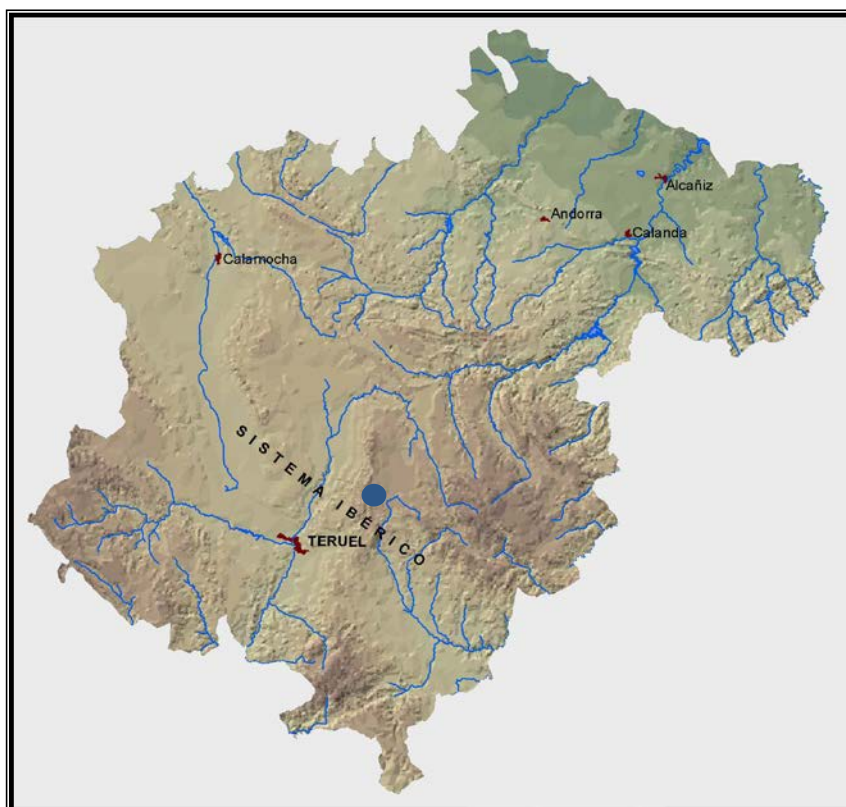 Alcañiz
Andorra
Calanda
Calamocha
SISTEMA IBÉRICO
TERUEL